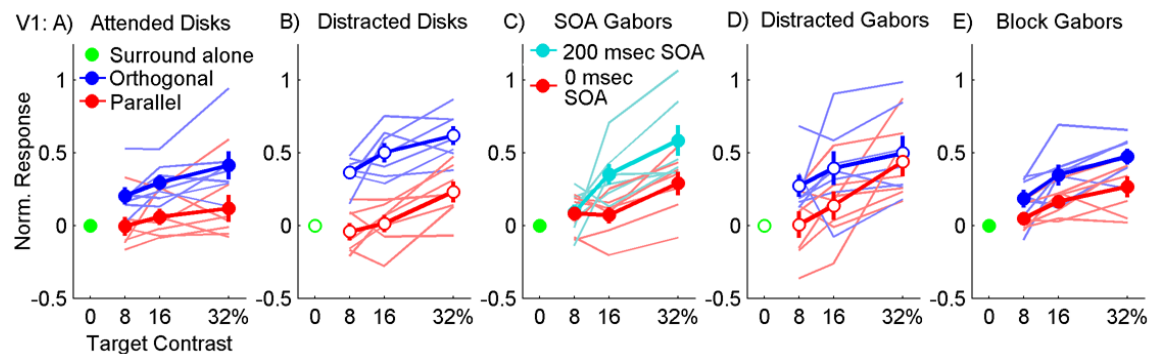 V1: A) Attended Disks
B) Distracted Disks
C) SOA Gabors
D) Distracted Gabors
E) Block Gabors
Surround alone
Orthogonal
Parallel
200 msec SOA
0 msec
SOA
Norm. Response
1
0.5
0
-0.5
0 8 16 32%
Target Contrast
1
0.5
0
-0.5
0 8 16 32%
1
0.5
0
-0.5
0 8 16 32%
1
0.5
0
-0.5
0 8 16 32%
1
0.5
0
-0.5
0 8 16 32%